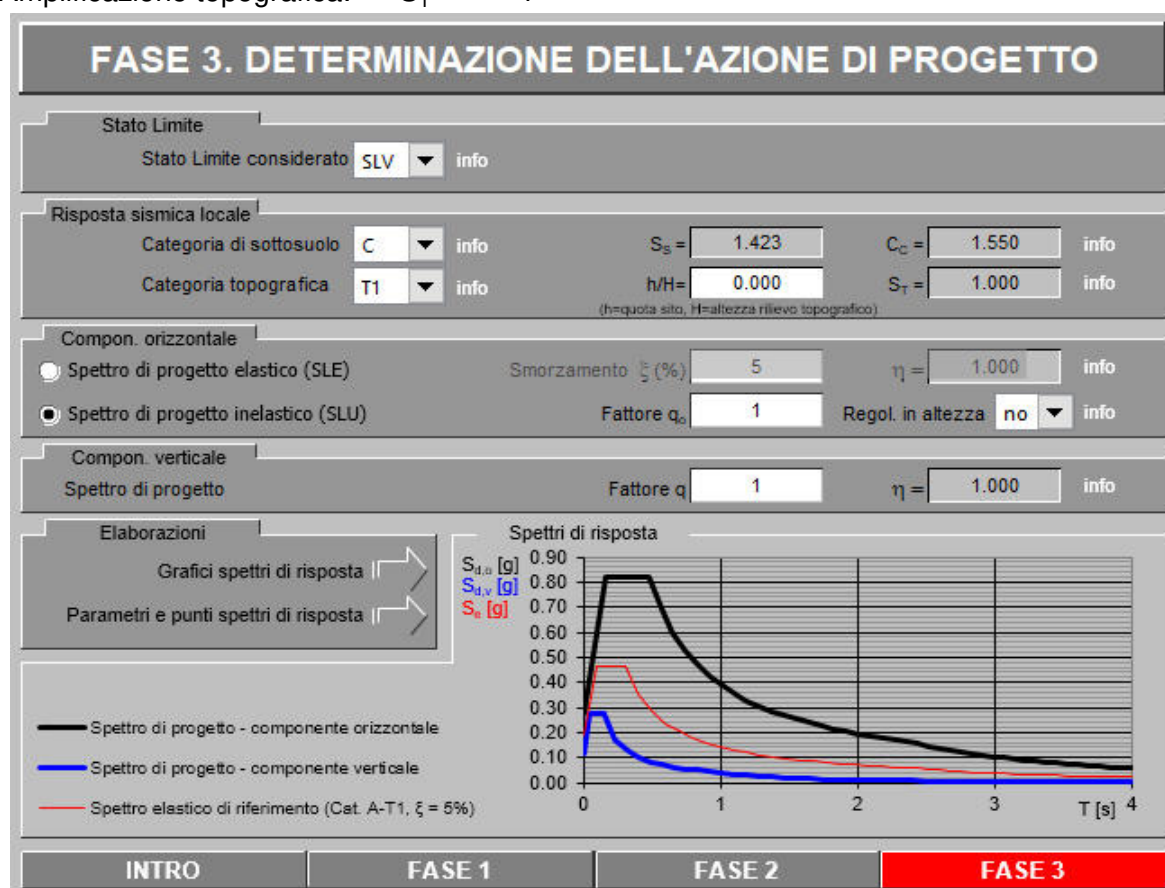 Amplificazione topografica: ST
FASE 3. DETERMINAZIONE DELL'AZIONE DI PROGETTO
Stato Limite
Stato Limite considerato SLV info
Risposta sismica locale
Categoria di sottosuolo C info SS = 1.423 CC = 1.550 info
Categoria topografica T1 info h/H= 0.000 ST = 1.000 info
(h=quota sito, H=altezza rilievo topografico)
Compon. orizzontale
Spettro di progetto elastico (SLE) Smorzamento ξ (%) 5 η = 1.000 info
Spettro di progetto inelastico (SLU) Fattore qo 1 Regol. in altezza no info
Compon. verticale
Spettro di progetto Fattore q 1 η = 1.000 info
Elaborazioni
Grafici spettri di risposta
Parametri e punti spettri di risposta
Spettri di risposta
Sd,o [g]
Sd,v [g]
Se [g]
0.90
0.80
0.70
0.60
0.50
0.40
0.30
0.20
0.10
0.00
0 1 2 3 4
T [s]
Spettro di progetto - componente orizzontale
Spettro di progetto - componente verticale
Spettro elastico di riferimento (Cat. A-T1, ξ = 5%)
INTRO FASE 1 FASE 2 FASE 3